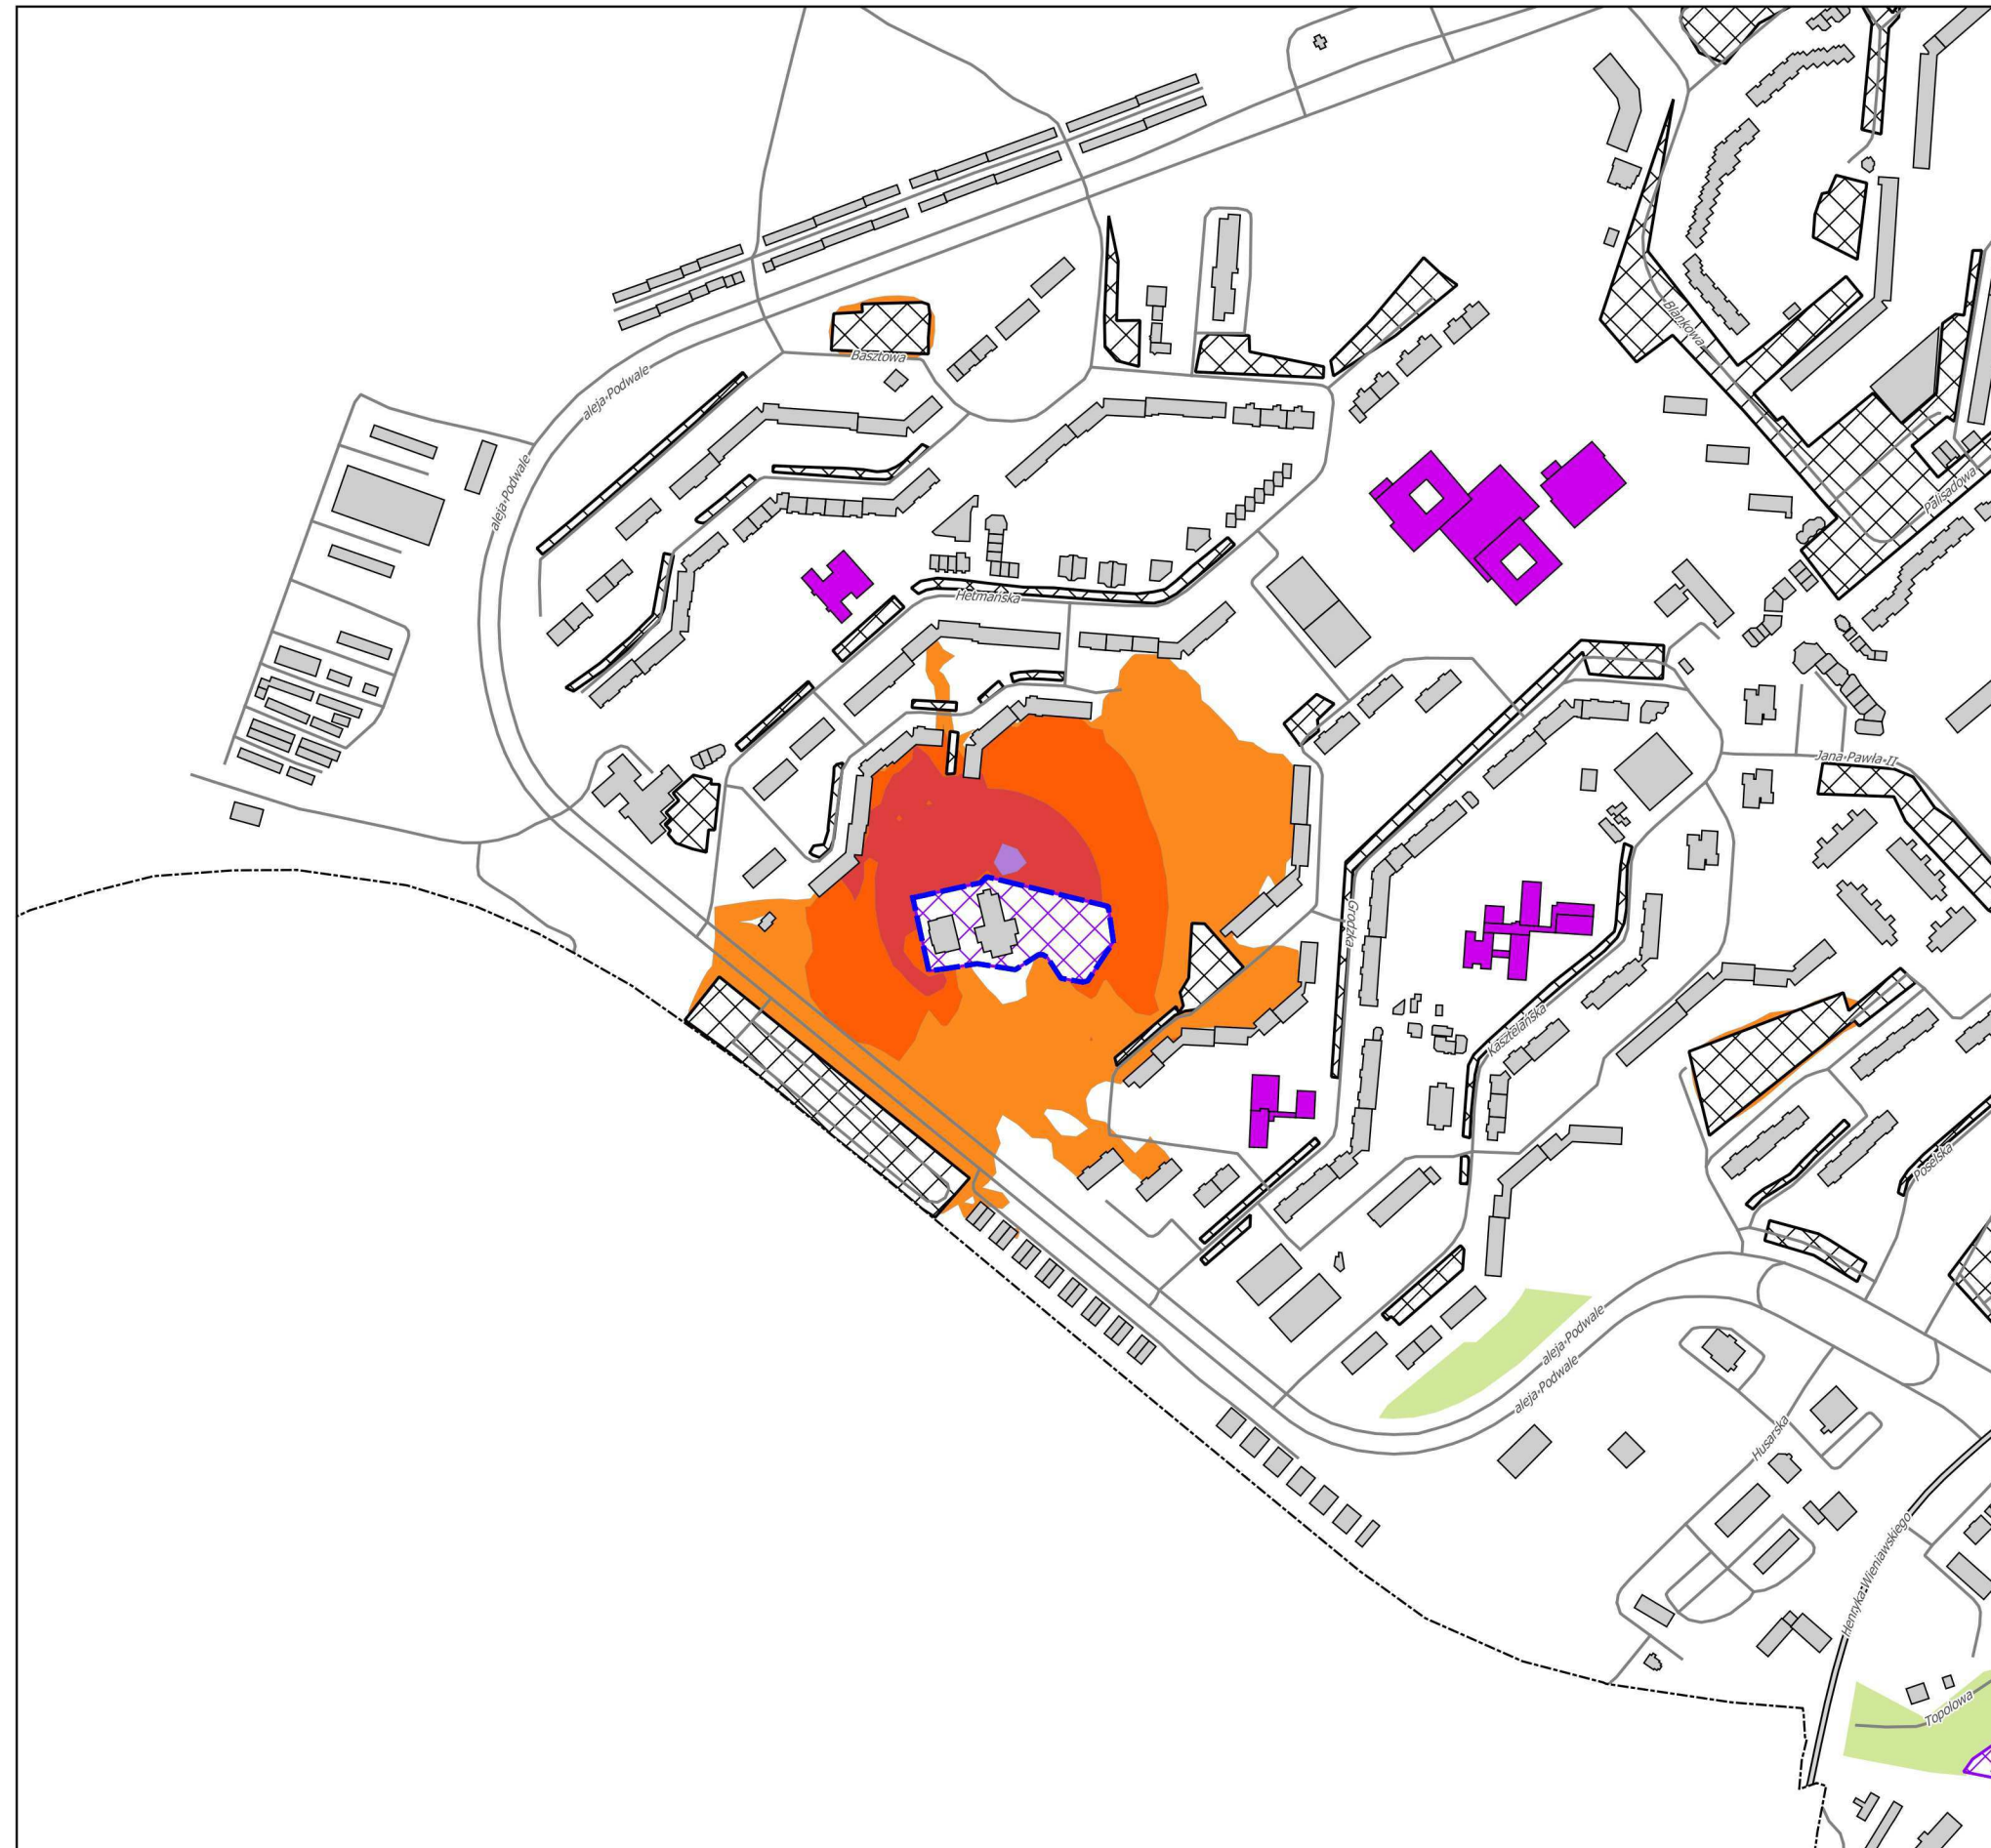 Blankowa
Basztowa
aleja Podwale
aleja Podwale
Palisadowa
Hetmańska
Jana Pawła II
Grodzka
Kasztelańska
Poselska
aleja Podwale
aleja Podwale
Husarska
Henryka Wieniawskiego
Topolowa